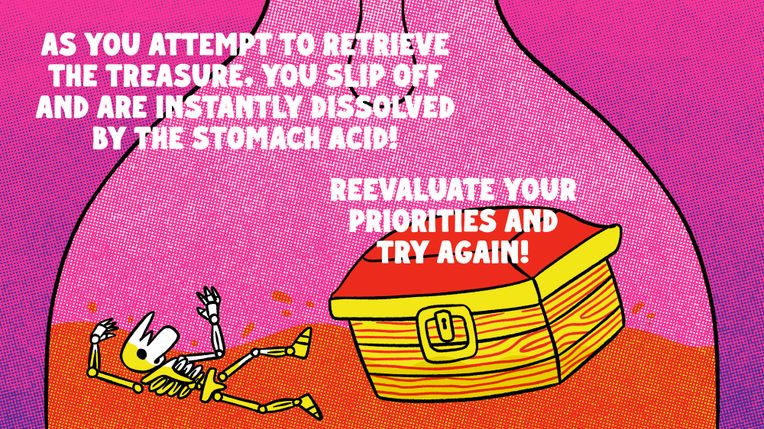 AS YOU ATTEMPT TO RETRIEVE
THE TREASURE, YOU SLIP OFF
AND ARE INSTANTLY DISSOLVED
BY THE STOMACH ACID!
REEVALUATE YOUR
PRIORITIES AND
TRY AGAIN!